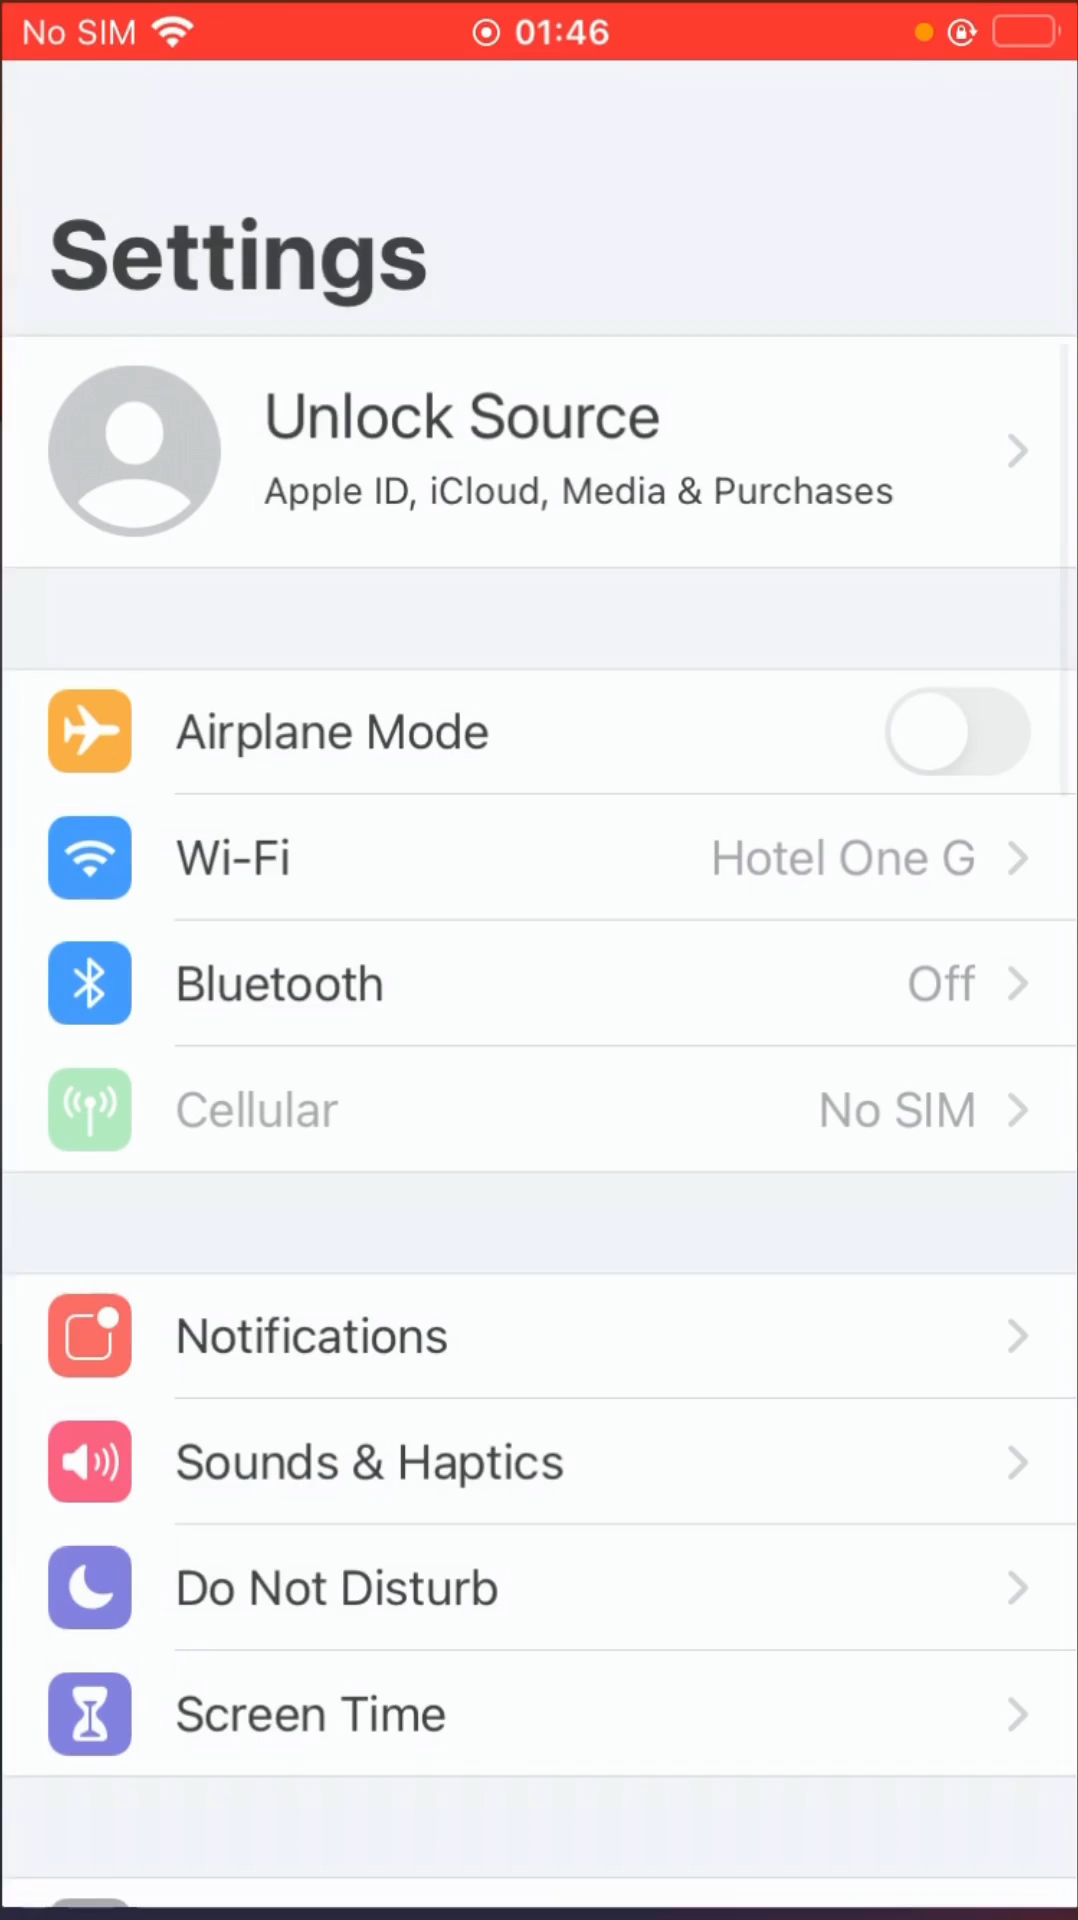 No SIM 01:46
Settings
Unlock Source
Apple ID, iCloud, Media & Purchases
Airplane Mode
Wi-Fi Hotel One G
Bluetooth Off
Cellular No SIM
Notifications
Sounds & Haptics
Do Not Disturb
Screen Time